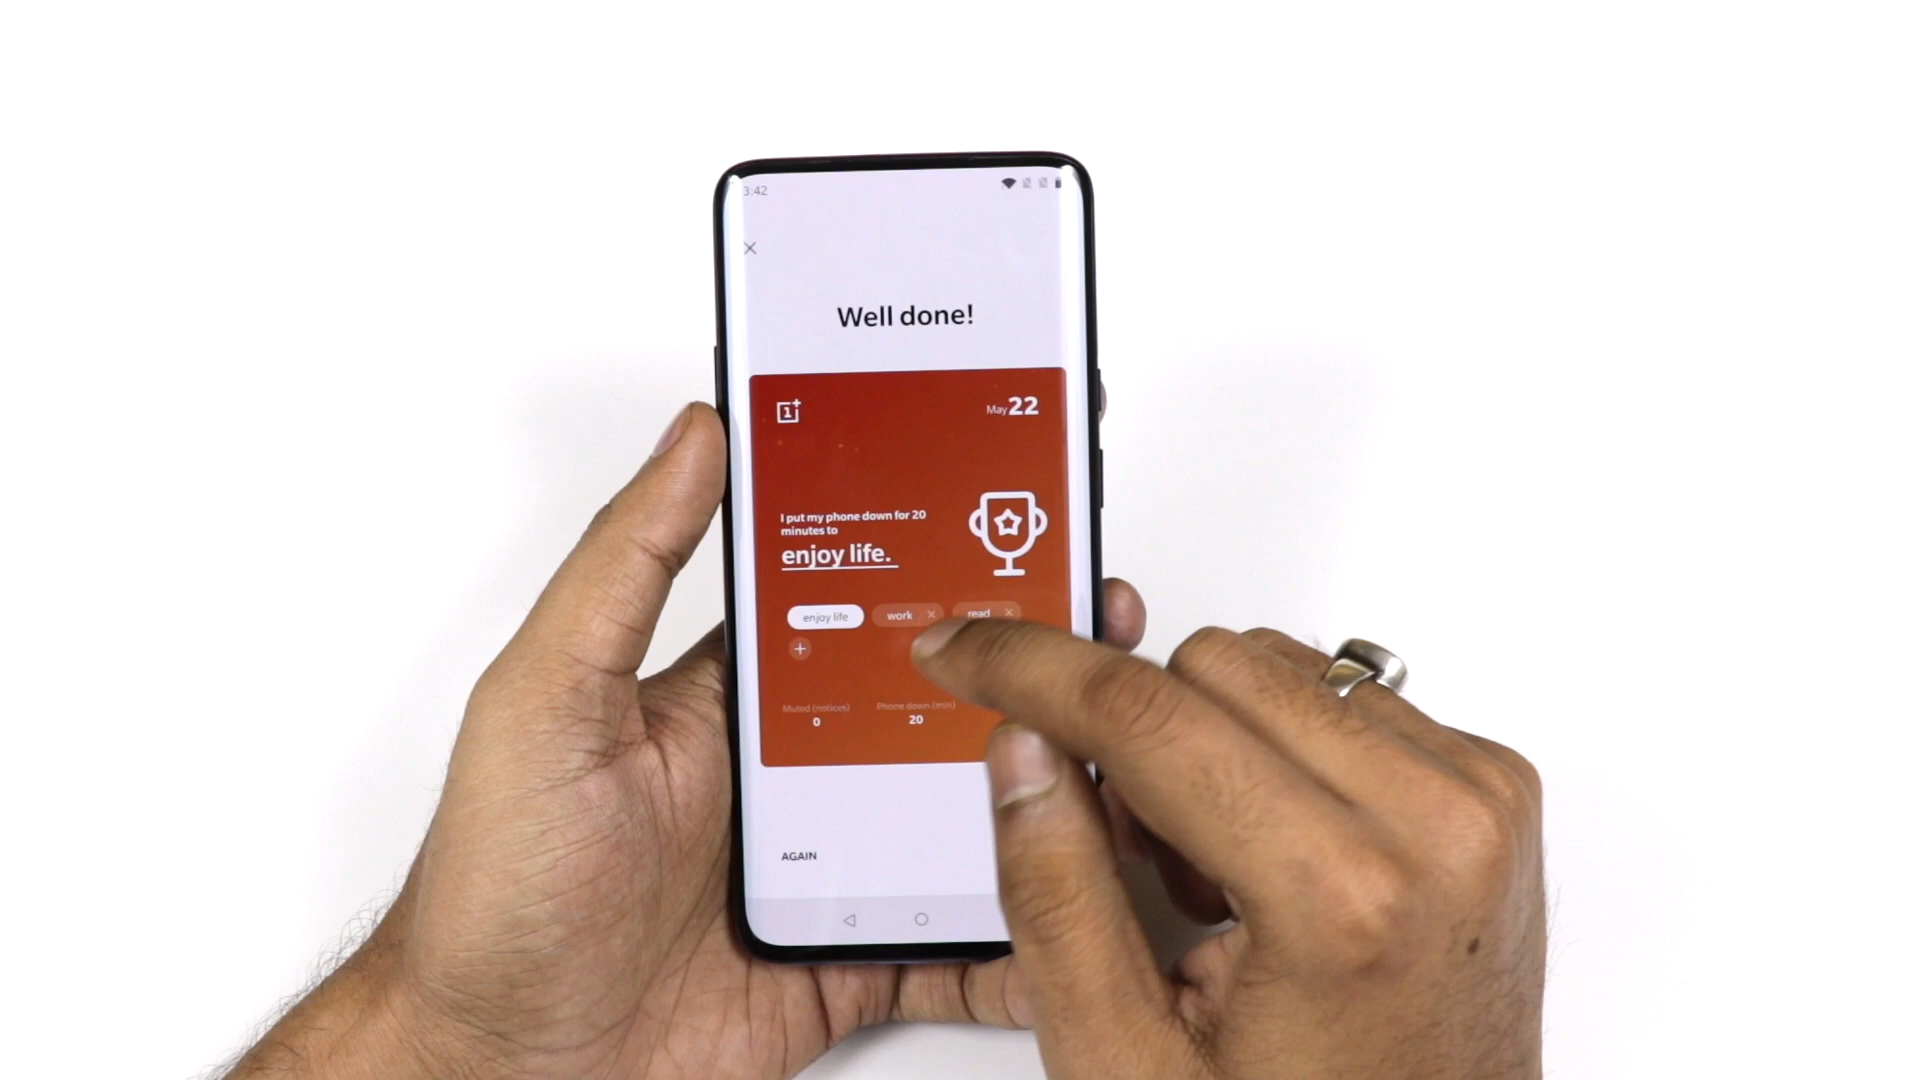 3:42
Well done!
1+
May 22
I put my phone down for 20
minutes to
enjoy life.
enjoy life work read
Muted (notices) Phone down (min)
0 20
AGAIN